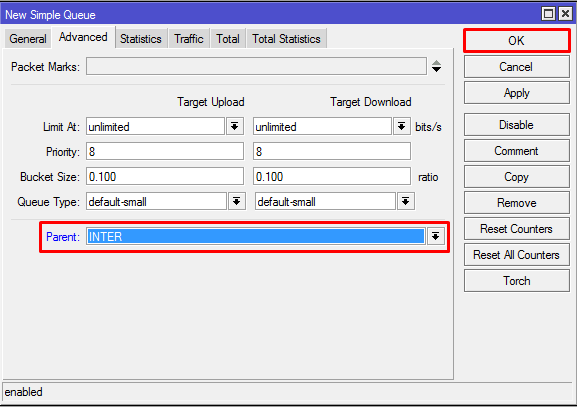 New Simple Queue
General Advanced Statistics Traffic Total Total Statistics
Packet Marks:
Target Upload Target Download
Limit At: unlimited unlimited bits/s
Priority: 8 8
Bucket Size: 0.100 0.100 ratio
Queue Type: default-small default-small
Parent: INTER
OK
Cancel
Apply
Disable
Comment
Copy
Remove
Reset Counters
Reset All Counters
Torch
enabled